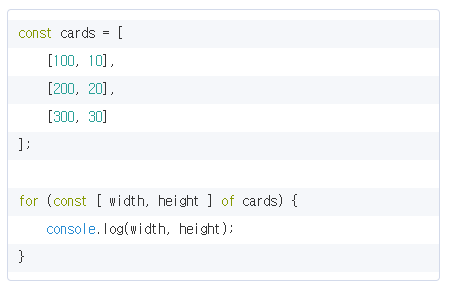 const cards = [
    [100, 10],
    [200, 20],
    [300, 30]
];
for (const [ width, height ] of cards) {
    console.log(width, height);
}